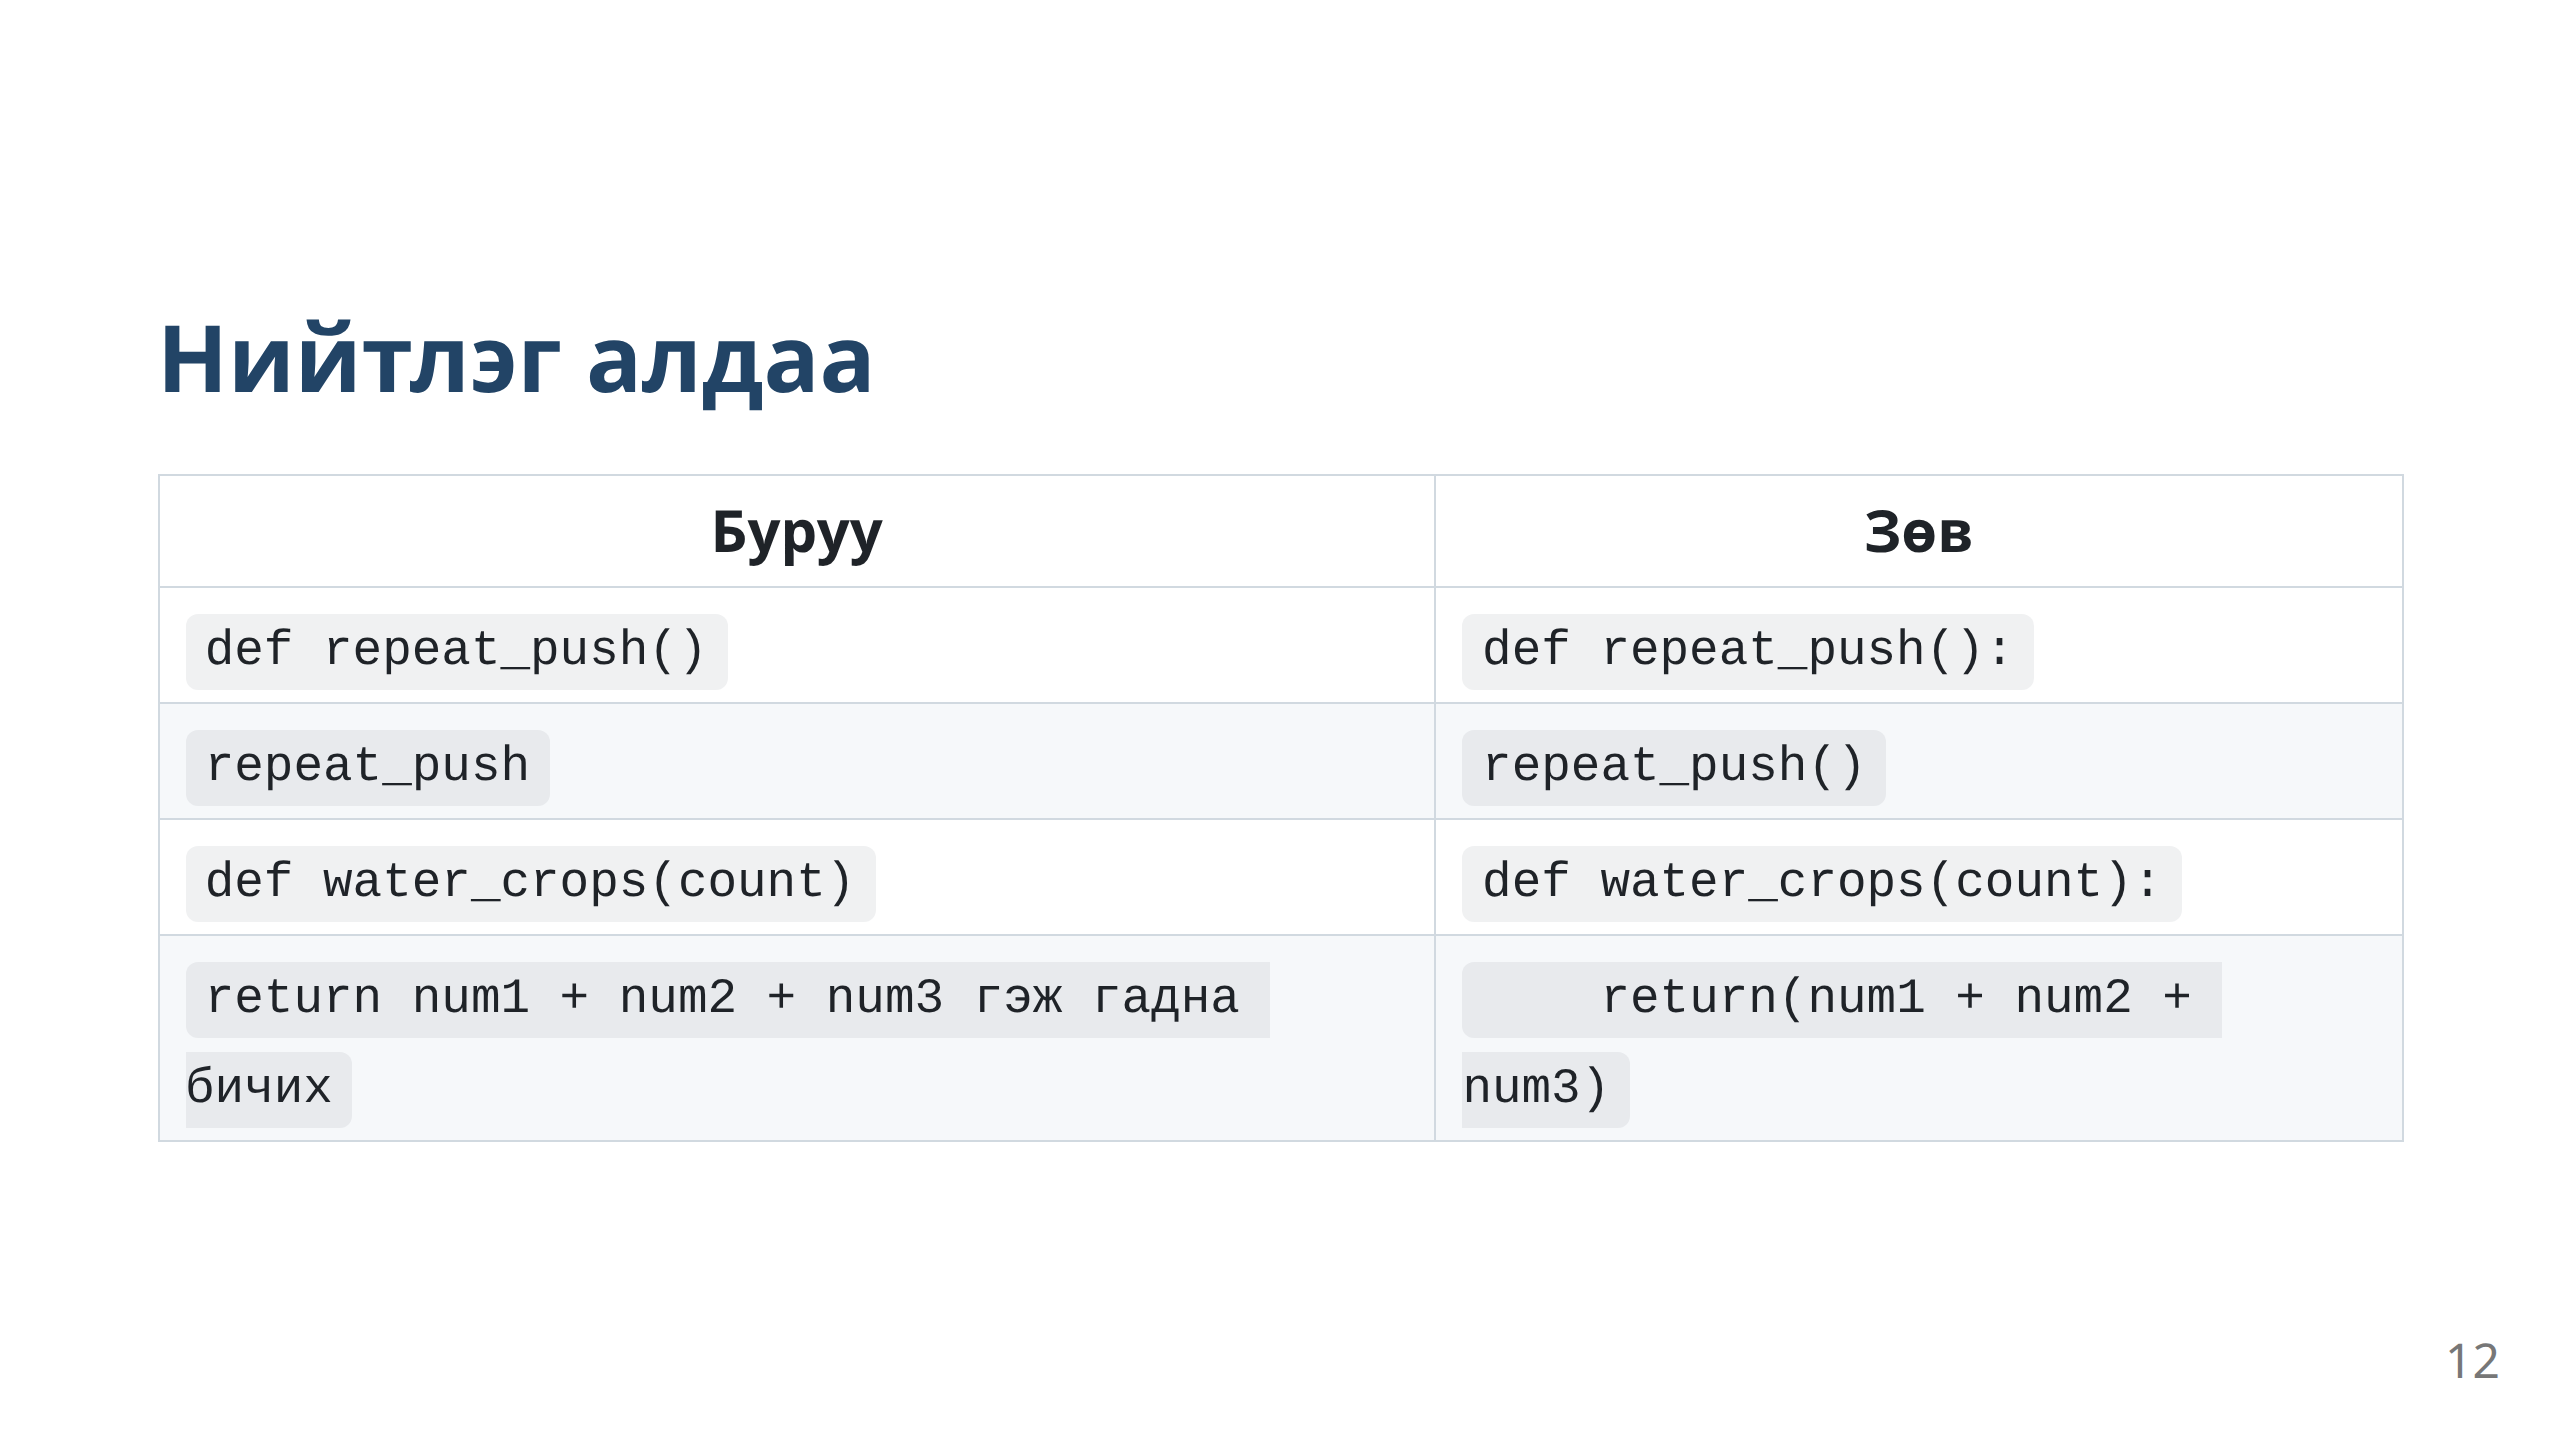 Нийтлэг алдаа
Буруу
Зөв
def repeat_push()
def repeat_push():
repeat_push
repeat_push()
def water_crops(count)
def water_crops(count):
return num1 + num2 + num3 гэж гадна
бичих
return(num1 + num2 +
num3)
12